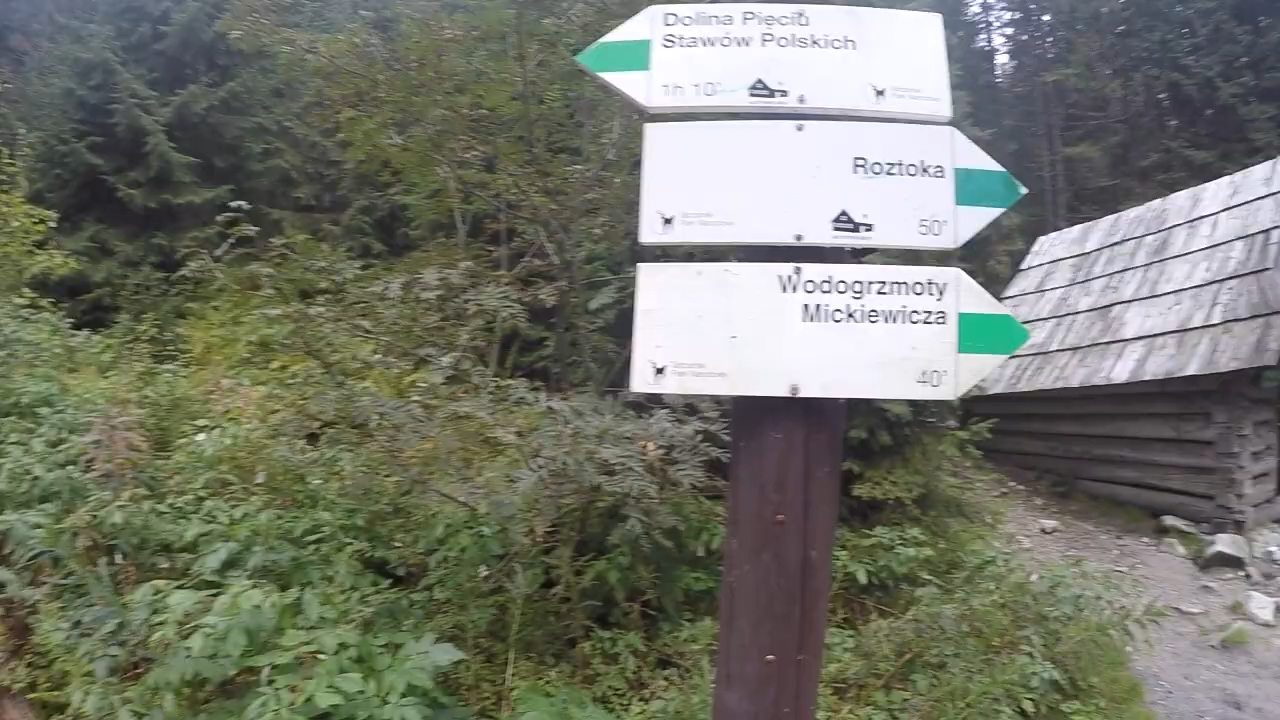 Dolina Pięciu
Stawów Polskich
1h 10'
Roztoka
50'
Wodogrzmoty
Mickiewicza
40'